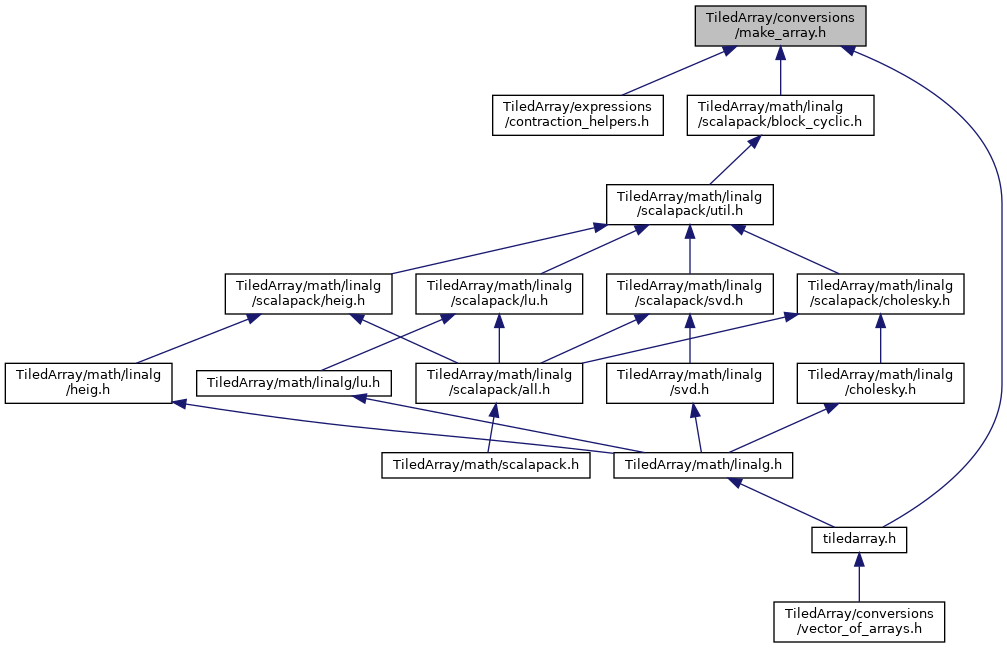 TiledArray/conversions
/make_array.h
TiledArray/expressions
/contraction_helpers.h
TiledArray/math/linalg
/scalapack/block_cyclic.h
TiledArray/math/linalg
/scalapack/util.h
TiledArray/math/linalg
/scalapack/heig.h
TiledArray/math/linalg
/scalapack/lu.h
TiledArray/math/linalg
/scalapack/svd.h
TiledArray/math/linalg
/scalapack/cholesky.h
TiledArray/math/linalg
/heig.h
TiledArray/math/linalg/lu.h
TiledArray/math/linalg
/scalapack/all.h
TiledArray/math/linalg
/svd.h
TiledArray/math/linalg
/cholesky.h
TiledArray/math/scalapack.h
TiledArray/math/linalg.h
tiledarray.h
TiledArray/conversions
/vector_of_arrays.h